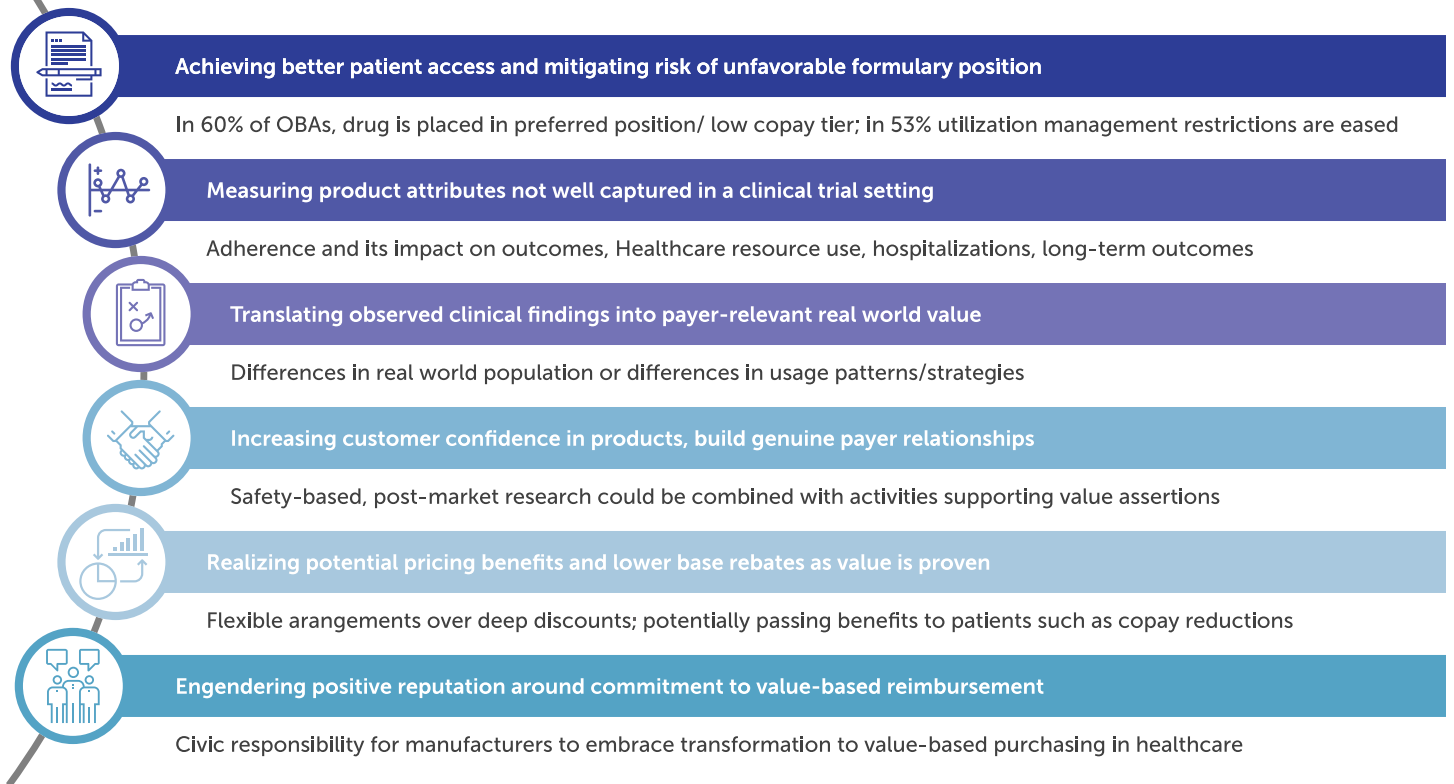 Achieving better patient access and mitigating risk of unfavorable formulary position
In 60% of OBAs, drug is placed in preferred position/ low copay tier; in 53% utilization management restrictions are eased
Measuring product attributes not well captured in a clinical trial setting
Adherence and its impact on outcomes, Healthcare resource use, hospitalizations, long-term outcomes
Translating observed clinical findings into payer-relevant real world value
Differences in real world population or differences in usage patterns/strategies
Increasing customer confidence in products, build genuine payer relationships
Safety-based, post-market research could be combined with activities supporting value assertions
Realizing potential pricing benefits and lower base rebates as value is proven
Flexible arangements over deep discounts; potentially passing benefits to patients such as copay reductions
Engendering positive reputation around commitment to value-based reimbursement
Civic responsibility for manufacturers to embrace transformation to value-based purchasing in healthcare